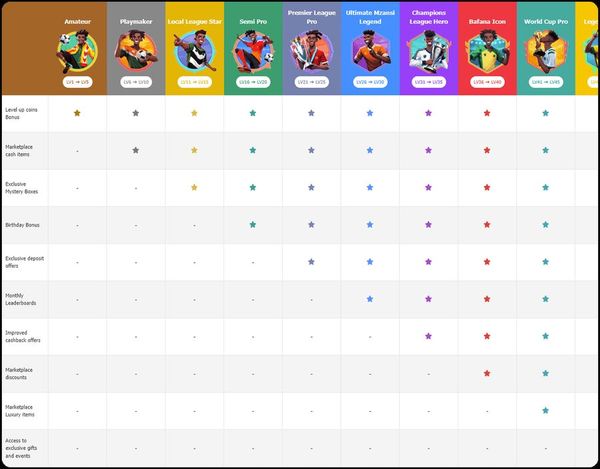 Amateur
Playmaker
Local League Star
Semi Pro
Premier League
Pro
Ultimate Mzansi
Legend
Champions
League Hero
Bafana Icon
World Cup Pro
LV1 → LV5
LV6 → LV10
LV11 → LV15
LV16 → LV20
LV21 → LV25
LV26 → LV30
LV31 → LV35
LV36 → LV40
LV41 → LV45
Level up coins
Bonus
Marketplace
cash items
-
Exclusive
Mystery Boxes
- -
Birthday Bonus
- - -
Exclusive deposit
offers
- - - -
Monthly
Leaderboards
- - - - -
Improved
cashback offers
- - - - - -
Marketplace
discounts
- - - - - - -
Marketplace
Luxury items
- - - - - - - -
Access to
exclusive gifts
and events
- - - - - - - - -